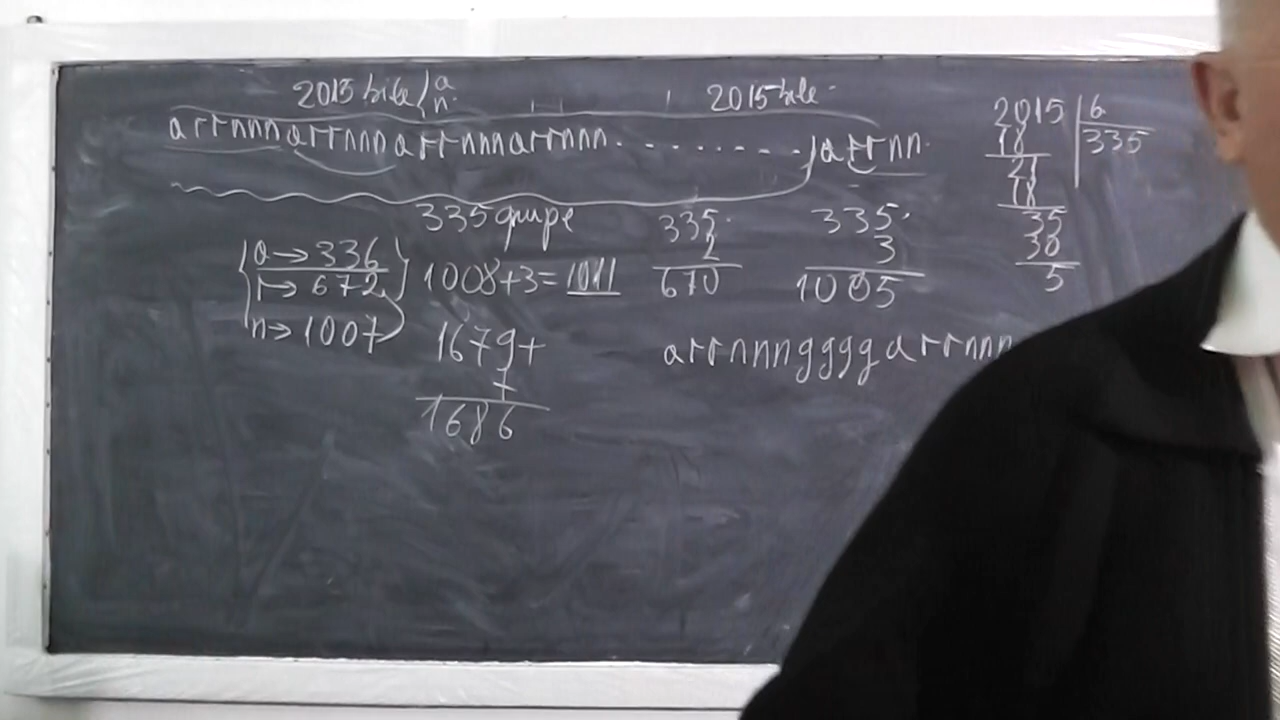 2015 bile { a
n.
2015 bile.
arrnnnarrnnnarrnnnarrnnn.......
arrnn.
335 grupe
a → 336
r → 672
n → 1007
1008+3=1011
1679+
7
1686
335.
2
670
335.
3
1005
arrnnnggggarrnnn
2015 | 6
18 335
21
18
35
30
5